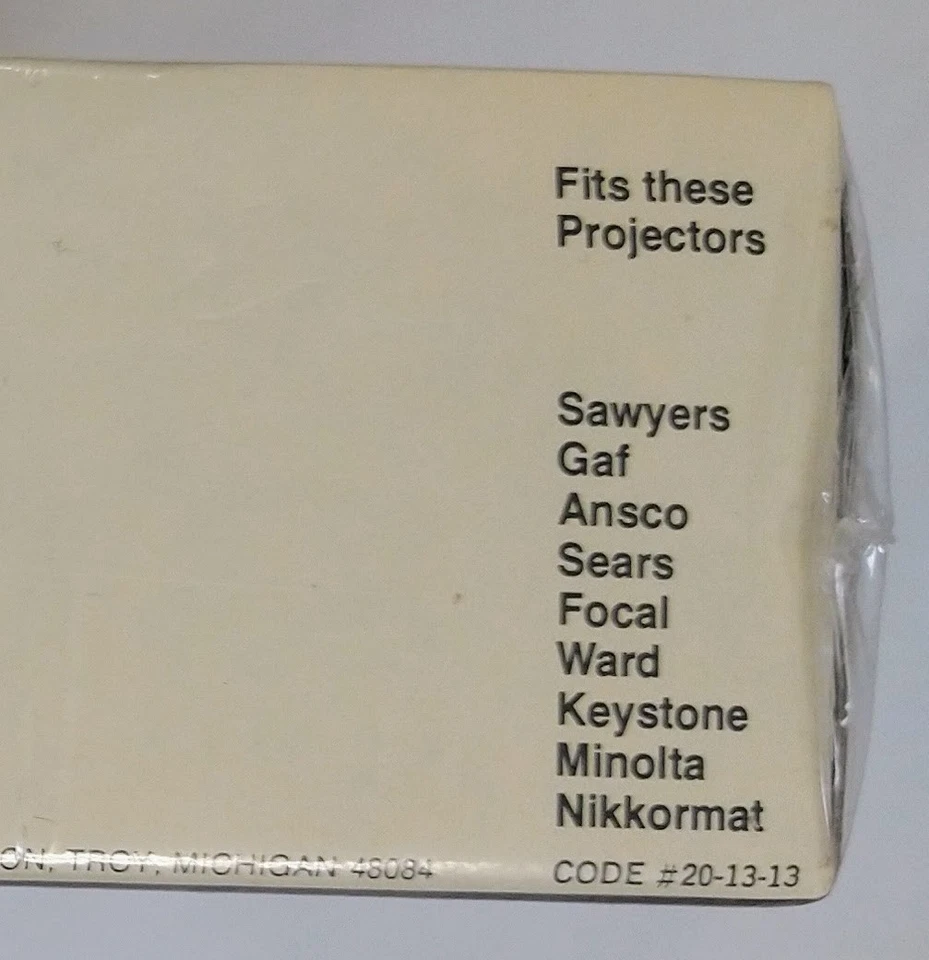 Fits these
Projectors
Sawyers
Gaf
Ansco
Sears
Focal
Ward
Keystone
Minolta
Nikkormat
ON, TROY, MICHIGAN 48084
CODE #20-13-13